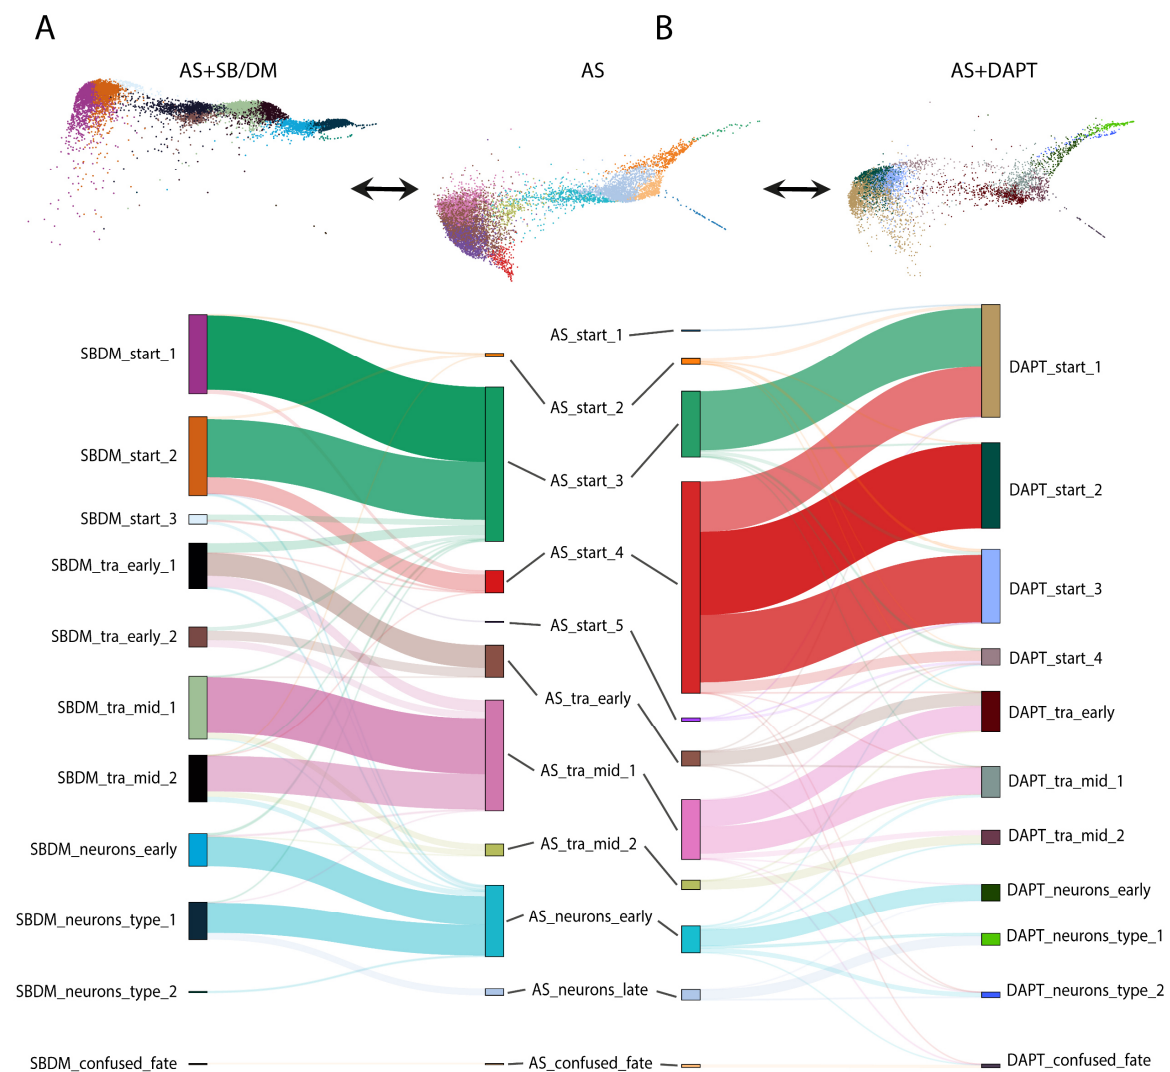 A
B
AS+SB/DM
AS
AS+DAPT
SBDM_start_1
SBDM_start_2
SBDM_start_3
SBDM_tra_early_1
SBDM_tra_early_2
SBDM_tra_mid_1
SBDM_tra_mid_2
SBDM_neurons_early
SBDM_neurons_type_1
SBDM_neurons_type_2
SBDM_confused_fate
AS_start_1
AS_start_2
AS_start_3
AS_start_4
AS_start_5
AS_tra_early
AS_tra_mid_1
AS_tra_mid_2
AS_neurons_early
AS_neurons_late
AS_confused_fate
DAPT_start_1
DAPT_start_2
DAPT_start_3
DAPT_start_4
DAPT_tra_early
DAPT_tra_mid_1
DAPT_tra_mid_2
DAPT_neurons_early
DAPT_neurons_type_1
DAPT_neurons_type_2
DAPT_confused_fate